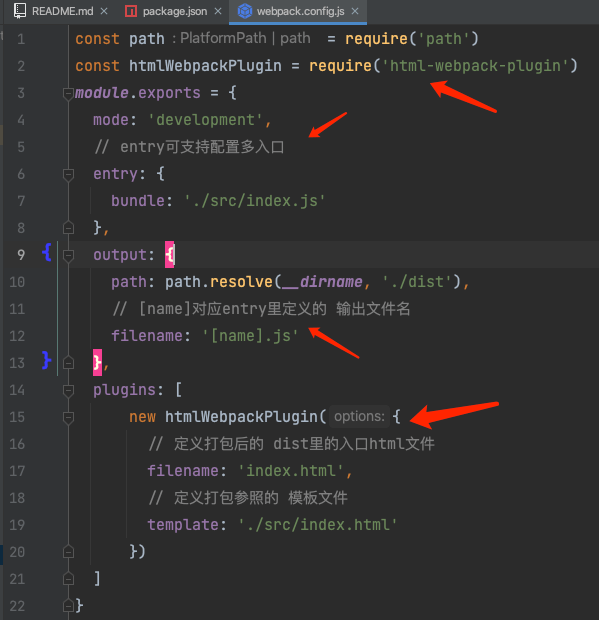 README.md × package.json × webpack.config.js ×
1 const path : PlatformPath | path = require('path')
2 const htmlWebpackPlugin = require('html-webpack-plugin')
3 module.exports = {
4 mode: 'development',
5 // entry可支持配置多入口
6 entry: {
7 bundle: './src/index.js'
8 },
9 { output: {
10 path: path.resolve(__dirname, './dist'),
11 // [name]对应entry里定义的 输出文件名
12 filename: '[name].js'
13 } },
14 plugins: [
15 new htmlWebpackPlugin( options: {
16 // 定义打包后的 dist里的入口html文件
17 filename: 'index.html',
18 // 定义打包参照的 模板文件
19 template: './src/index.html'
20 })
21 ]
22 }